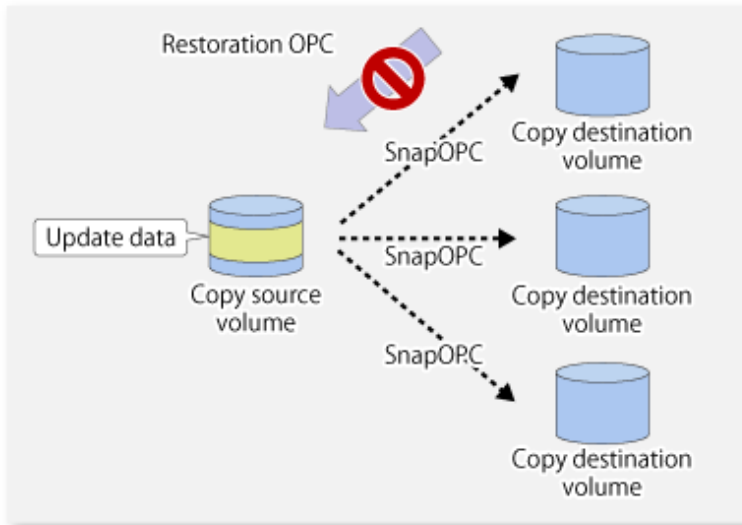 Restoration OPC
SnapOPC
Copy destination
volume
Update data
SnapOPC
Copy source
volume
Copy destination
volume
SnapOPC
Copy destination
volume